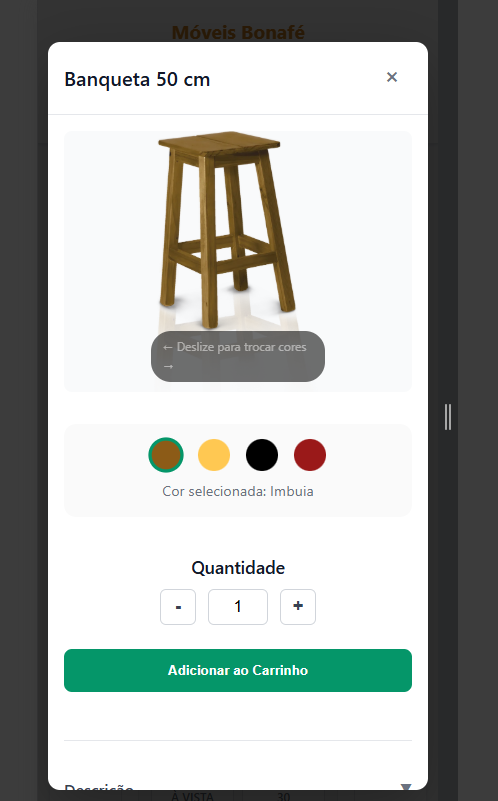 Móveis Bonafé
Banqueta 50 cm
×
← Deslize para trocar cores
→
Cor selecionada: Imbuia
Quantidade
- 1 +
Adicionar ao Carrinho
Descrição ▼
À VISTA 30